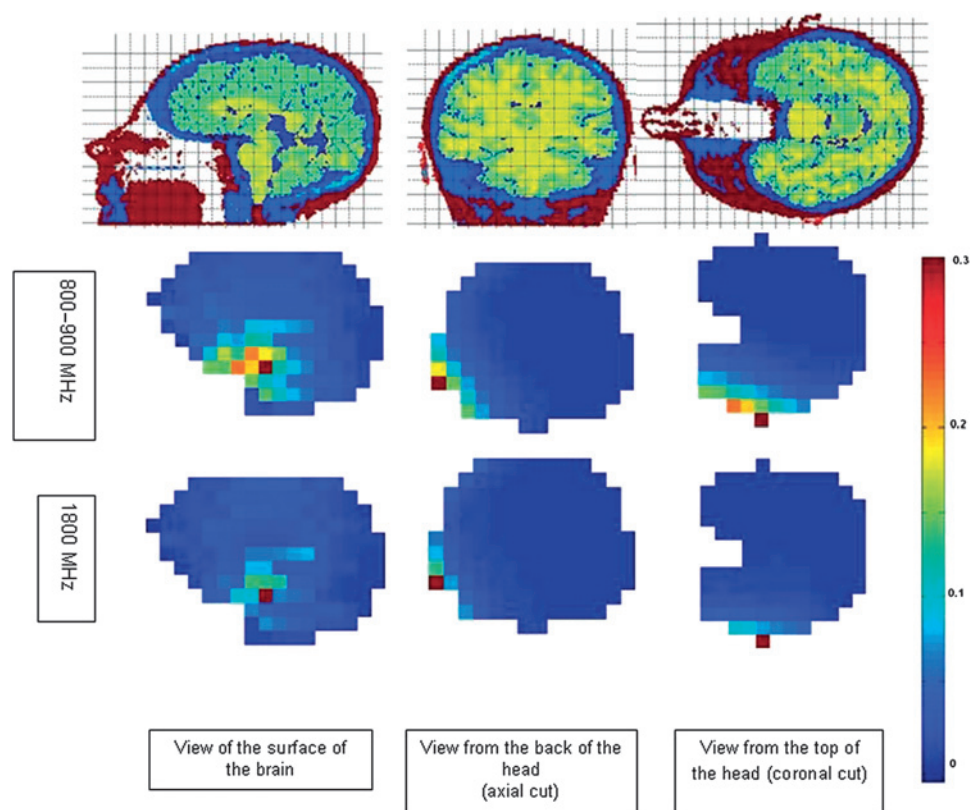 800-900 MHz
1800 MHz
0.3
0.2
0.1
0
View of the surface of
the brain
View from the back of the
head
(axial cut)
View from the top of
the head (coronal cut)